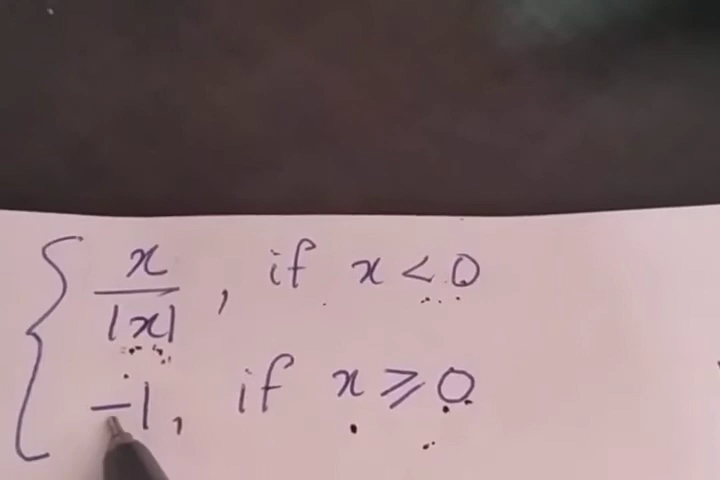 x/|x| , if x < 0
-1, if x ⩾ 0